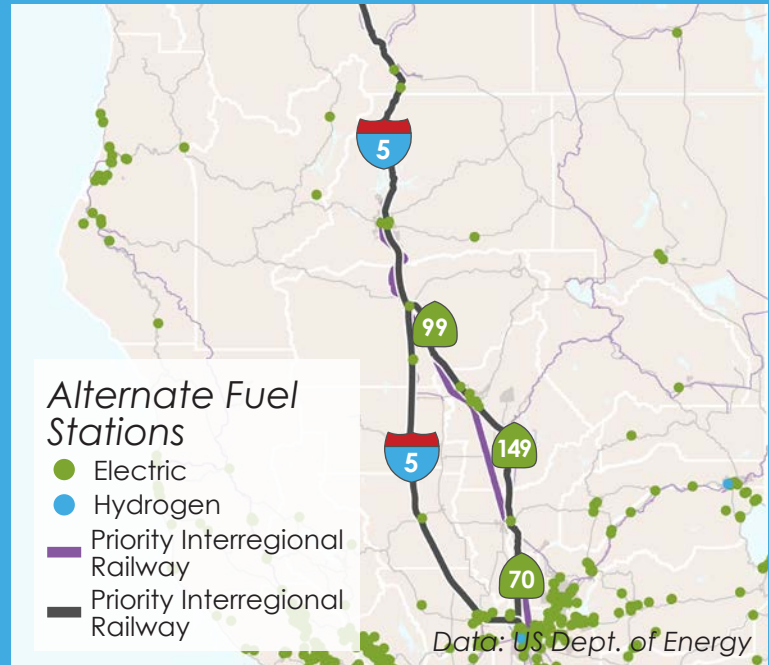 5
99
Alternate Fuel
Stations
Electric
Hydrogen
Priority Interregional
Railway
Priority Interregional
Railway
5
149
70
Data: US Dept. of Energy